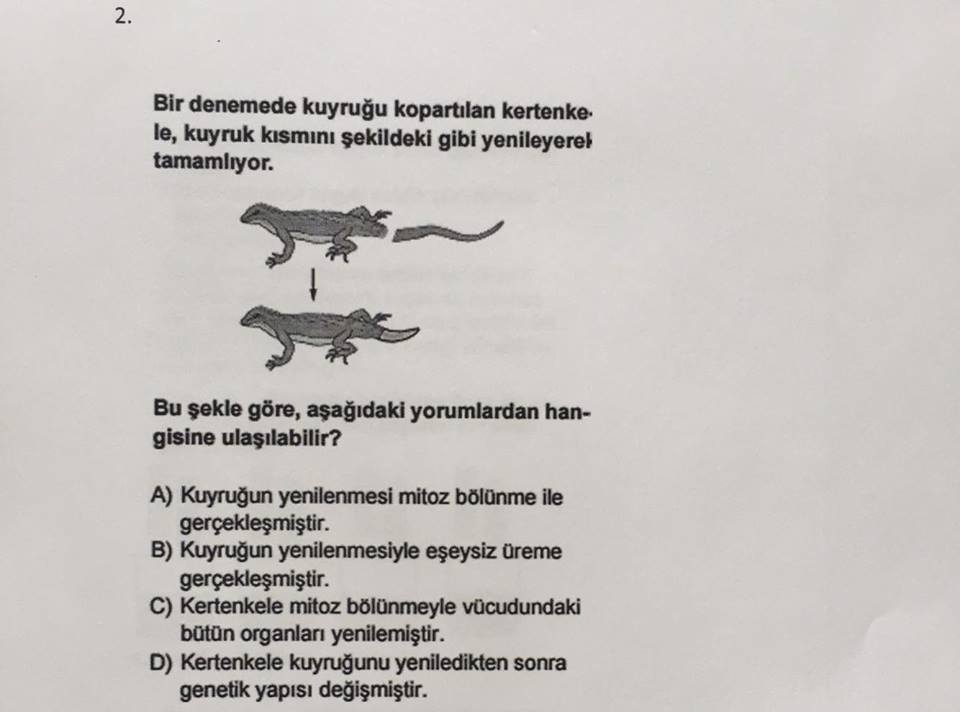 2.
Bir denemede kuyruğu kopartılan kertenke-
le, kuyruk kısmını şekildeki gibi yenileyerek
tamamlıyor.
Bu şekle göre, aşağıdaki yorumlardan han-
gisine ulaşılabilir?
A) Kuyruğun yenilenmesi mitoz bölünme ile
gerçekleşmiştir.
B) Kuyruğun yenilenmesiyle eşeysiz üreme
gerçekleşmiştir.
C) Kertenkele mitoz bölünmeyle vücudundaki
bütün organları yenilemiştir.
D) Kertenkele kuyruğunu yeniledikten sonra
genetik yapısı değişmiştir.